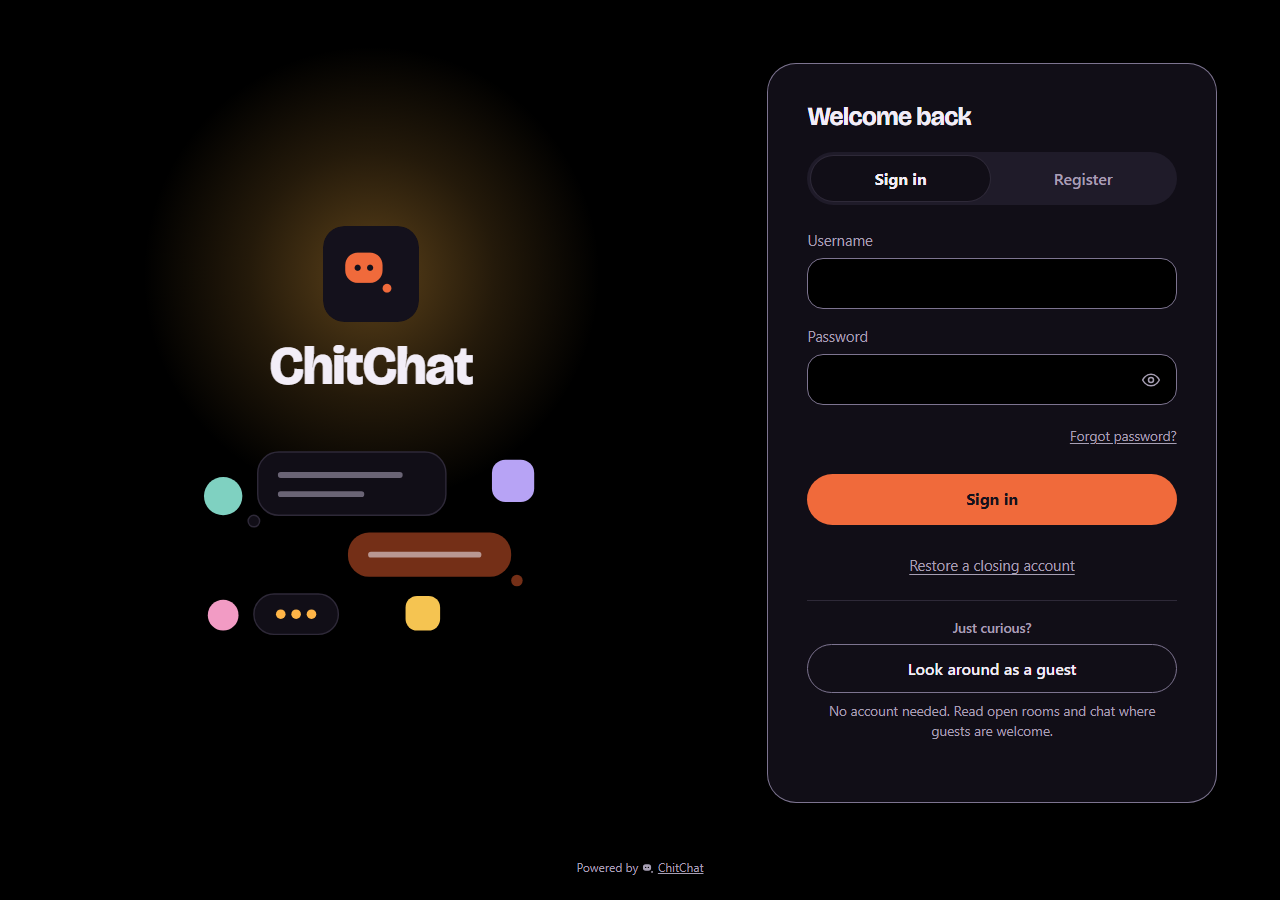 ChitChat
Welcome back
Sign in
Register
Username
Password
Forgot password?
Sign in
Restore a closing account
Just curious?
Look around as a guest
No account needed. Read open rooms and chat where
guests are welcome.
Powered by ChitChat